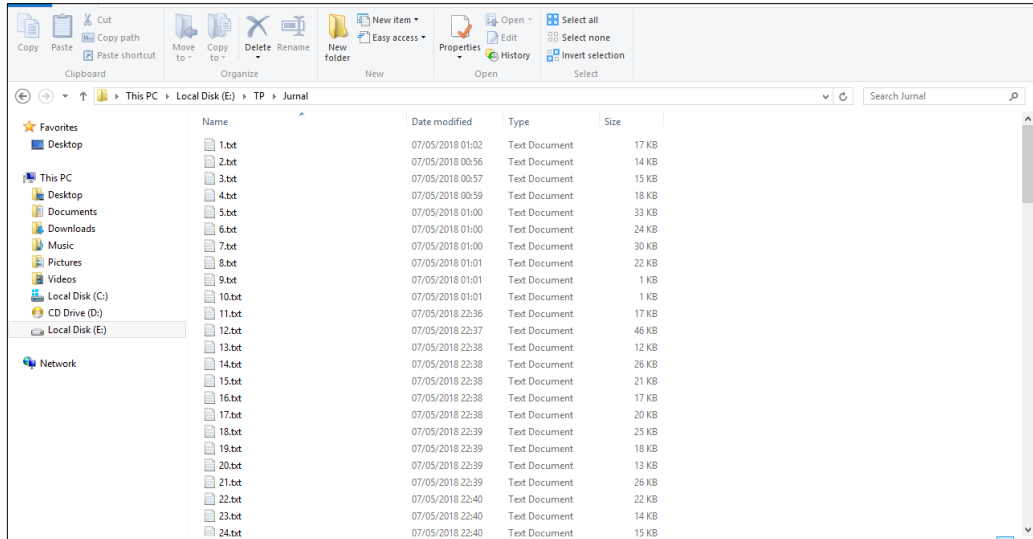 Cut
Copy path
Paste shortcut
Copy
Paste
Clipboard
Move to
Copy to
Delete
Rename
Organize
New folder
New item
Easy access
New
Properties
Open
Edit
History
Open
Select all
Select none
Invert selection
Select
This PC Local Disk (E:) TP Jurnal
Search Jurnal
Favorites
Desktop
This PC
Desktop
Documents
Downloads
Music
Pictures
Videos
Local Disk (C:)
CD Drive (D:)
Local Disk (E:)
Network
Name Date modified Type Size
1.txt 07/05/2018 01:02 Text Document 17 KB
2.txt 07/05/2018 00:56 Text Document 14 KB
3.txt 07/05/2018 00:57 Text Document 15 KB
4.txt 07/05/2018 00:59 Text Document 18 KB
5.txt 07/05/2018 01:00 Text Document 33 KB
6.txt 07/05/2018 01:00 Text Document 24 KB
7.txt 07/05/2018 01:00 Text Document 30 KB
8.txt 07/05/2018 01:01 Text Document 22 KB
9.txt 07/05/2018 01:01 Text Document 1 KB
10.txt 07/05/2018 01:01 Text Document 1 KB
11.txt 07/05/2018 22:36 Text Document 17 KB
12.txt 07/05/2018 22:37 Text Document 46 KB
13.txt 07/05/2018 22:38 Text Document 12 KB
14.txt 07/05/2018 22:38 Text Document 26 KB
15.txt 07/05/2018 22:38 Text Document 21 KB
16.txt 07/05/2018 22:38 Text Document 17 KB
17.txt 07/05/2018 22:38 Text Document 20 KB
18.txt 07/05/2018 22:39 Text Document 25 KB
19.txt 07/05/2018 22:39 Text Document 18 KB
20.txt 07/05/2018 22:39 Text Document 13 KB
21.txt 07/05/2018 22:39 Text Document 26 KB
22.txt 07/05/2018 22:40 Text Document 22 KB
23.txt 07/05/2018 22:40 Text Document 14 KB
24.txt 07/05/2018 22:40 Text Document 15 KB